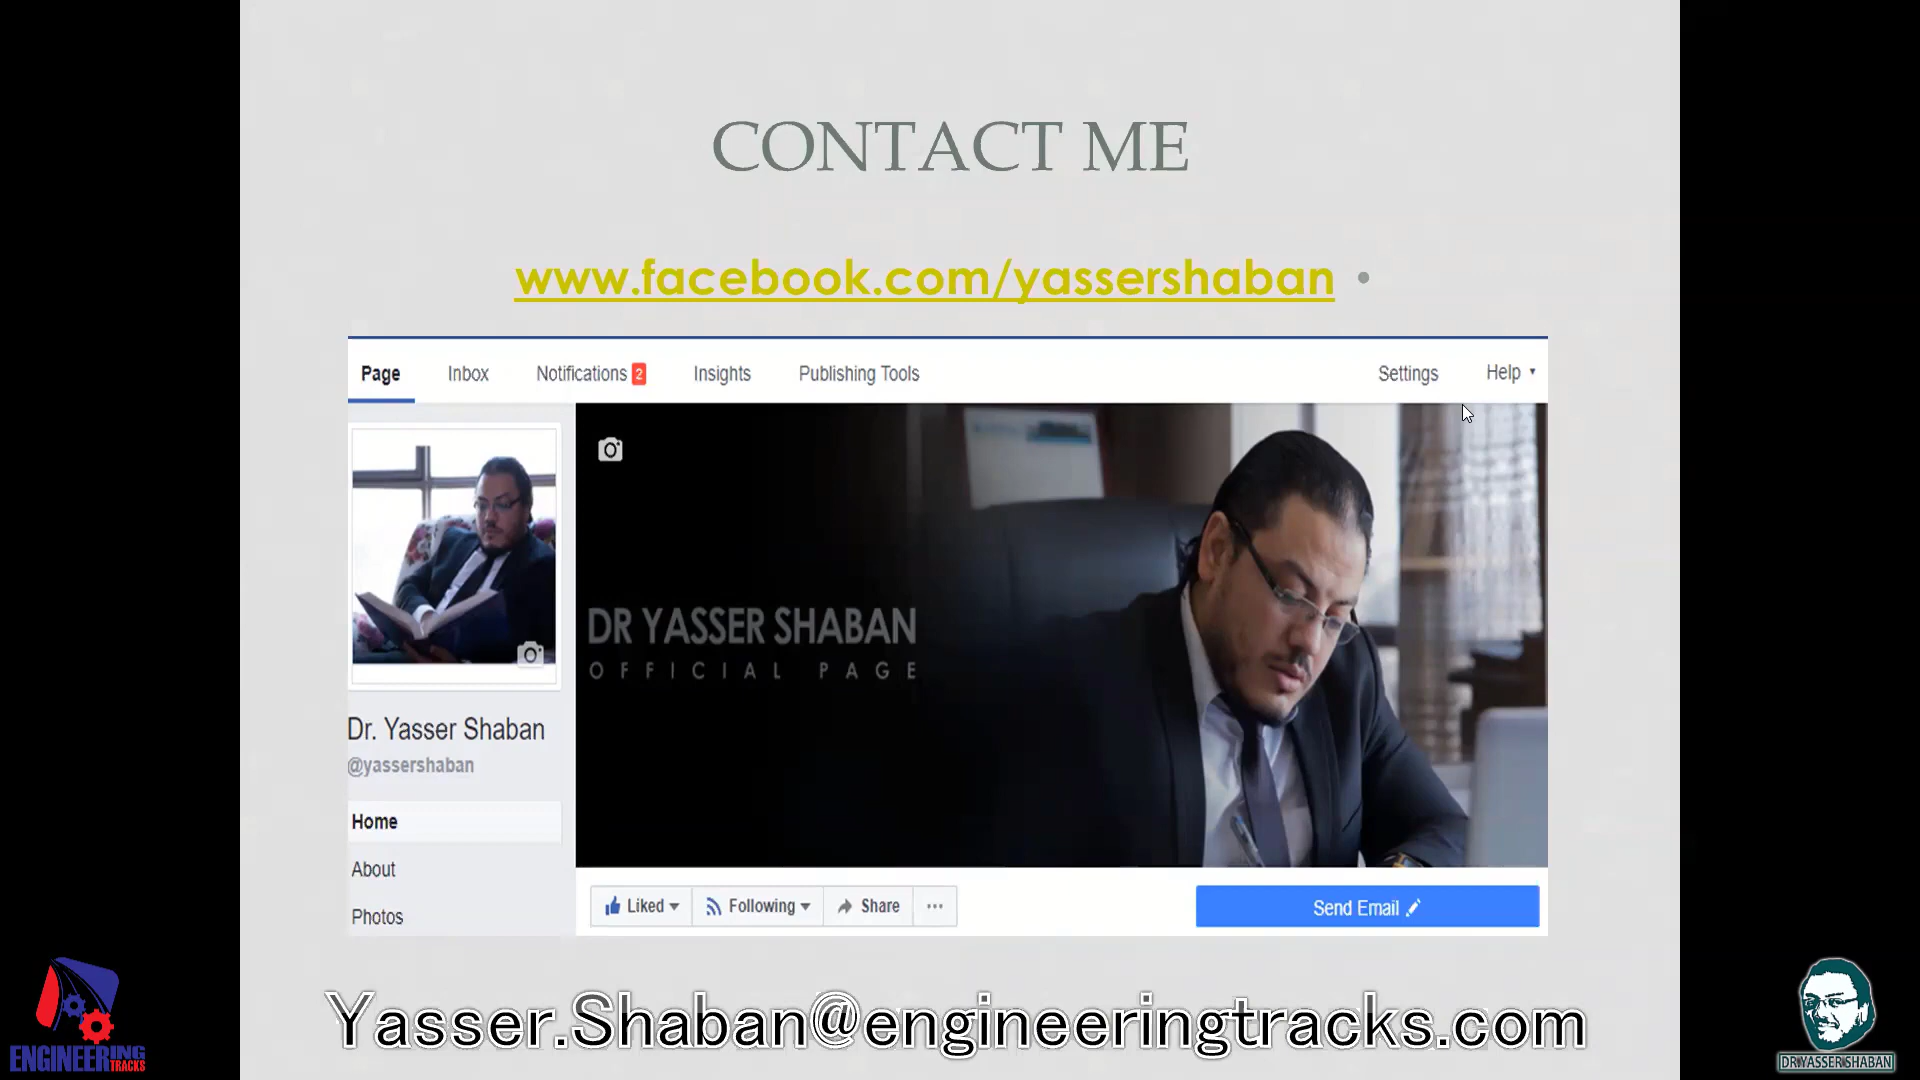 CONTACT ME
www.facebook.com/yassershaban •
Page Inbox Notifications 2 Insights Publishing Tools Settings Help
DR YASSER SHABAN
OFFICIAL PAGE
Dr. Yasser Shaban
@yassershaban
Home
About
Photos
Liked Following Share ... Send Email
Yasser.Shaban@engineeringtracks.com
ENGINEERING TRACKS
DR YASSER SHABAN